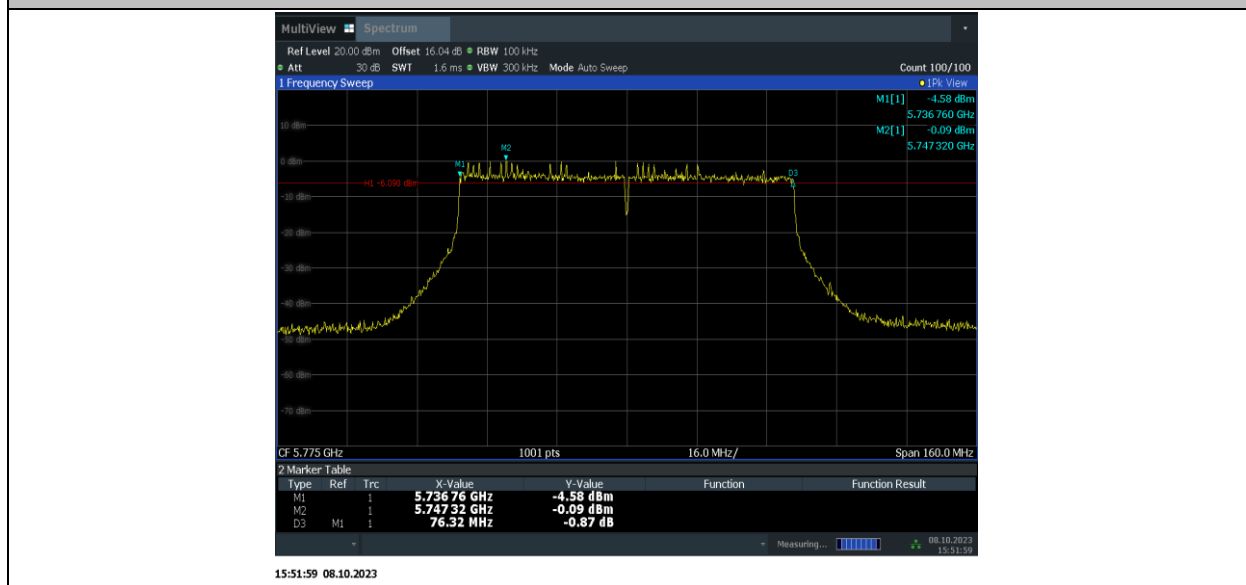 MultiView Spectrum
Ref Level 20.00 dBm Offset 16.04 dB RBW 100 kHz
Att 30 dB SWT 1.6 ms VBW 300 kHz Mode Auto Sweep Count 100/100
1 Frequency Sweep 1Pk View
M1[1] -4.58 dBm
5.736 760 GHz
10 dBm
M2[1] -0.09 dBm
5.747 320 GHz
M2
0 dBm
M1
D3
H1 -6.090 dBm
-10 dBm
-20 dBm
-30 dBm
-40 dBm
-50 dBm
-60 dBm
-70 dBm
CF 5.775 GHz 1001 pts 16.0 MHz/ Span 160.0 MHz
2 Marker Table
Type Ref Trc X-Value Y-Value Function Function Result
M1 1 5.736 76 GHz -4.58 dBm
M2 1 5.747 32 GHz -0.09 dBm
D3 M1 1 76.32 MHz -0.87 dB
Measuring... 08.10.2023
15:51:59
15:51:59 08.10.2023